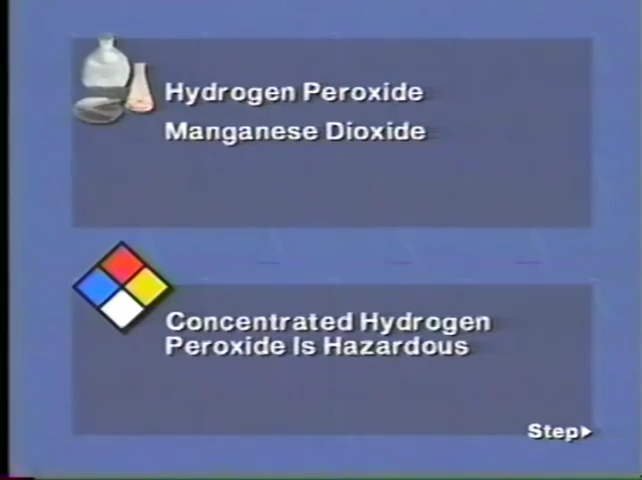 Hydrogen Peroxide
Manganese Dioxide
Concentrated Hydrogen
Peroxide Is Hazardous
Step▸